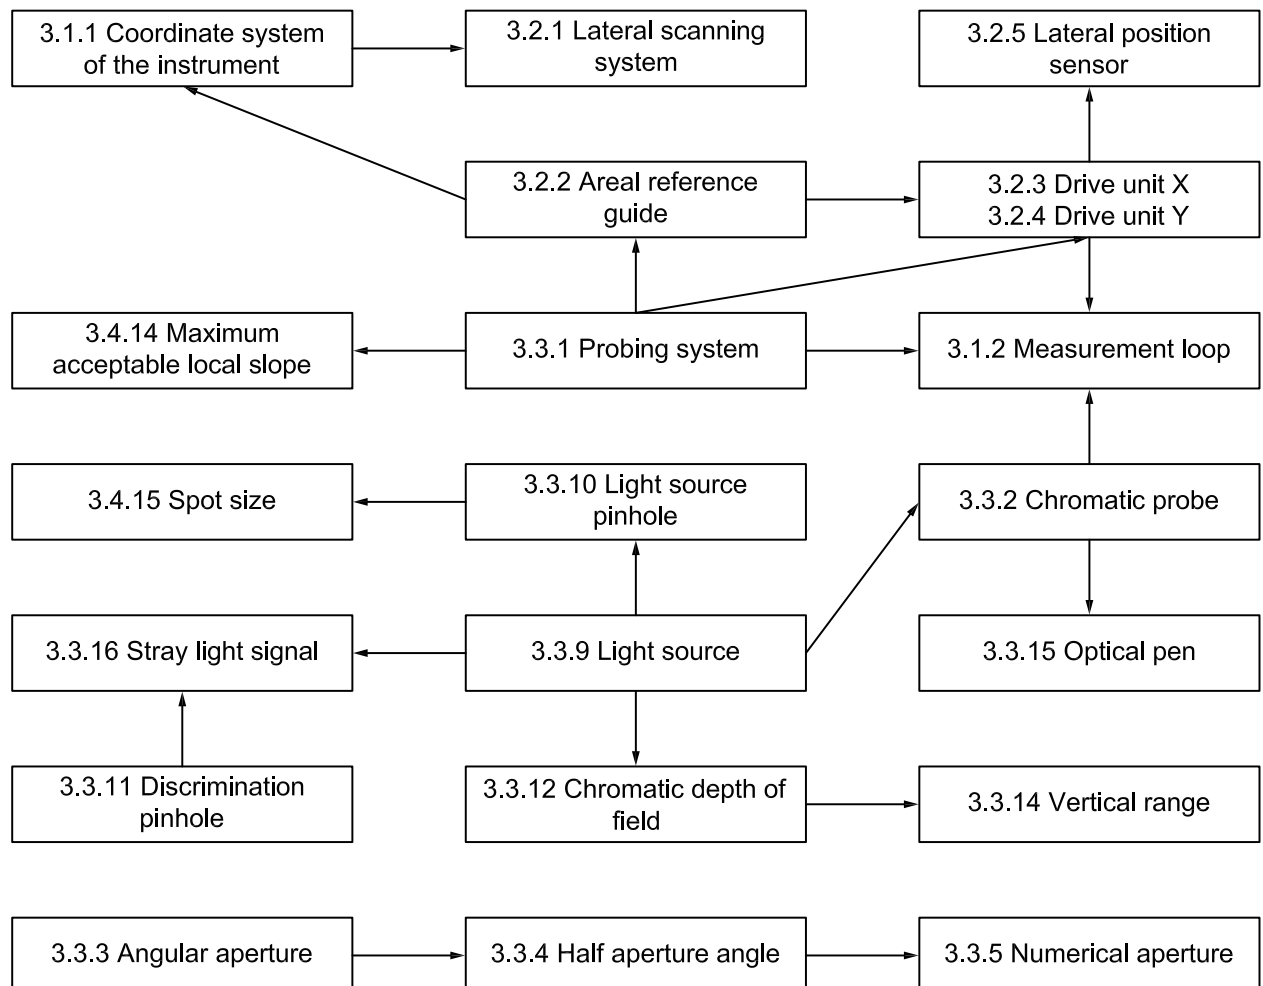 3.1.1 Coordinate system
of the instrument
3.2.1 Lateral scanning
system
3.2.5 Lateral position
sensor
3.2.2 Areal reference
guide
3.2.3 Drive unit X
3.2.4 Drive unit Y
3.4.14 Maximum
acceptable local slope
3.3.1 Probing system
3.1.2 Measurement loop
3.4.15 Spot size
3.3.10 Light source
pinhole
3.3.2 Chromatic probe
3.3.16 Stray light signal
3.3.9 Light source
3.3.15 Optical pen
3.3.11 Discrimination
pinhole
3.3.12 Chromatic depth of
field
3.3.14 Vertical range
3.3.3 Angular aperture
3.3.4 Half aperture angle
3.3.5 Numerical aperture